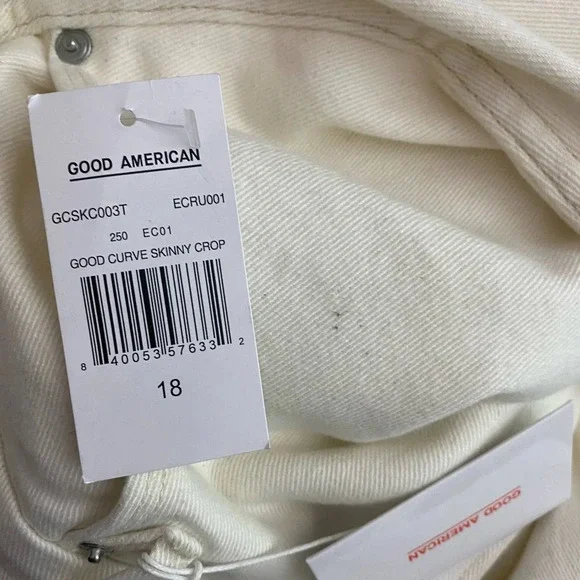 GOOD AMERICAN
GCSKC003T ECRU001
250 EC01
GOOD CURVE SKINNY CROP
8 40053 57633 2
18
GOOD AMERICAN